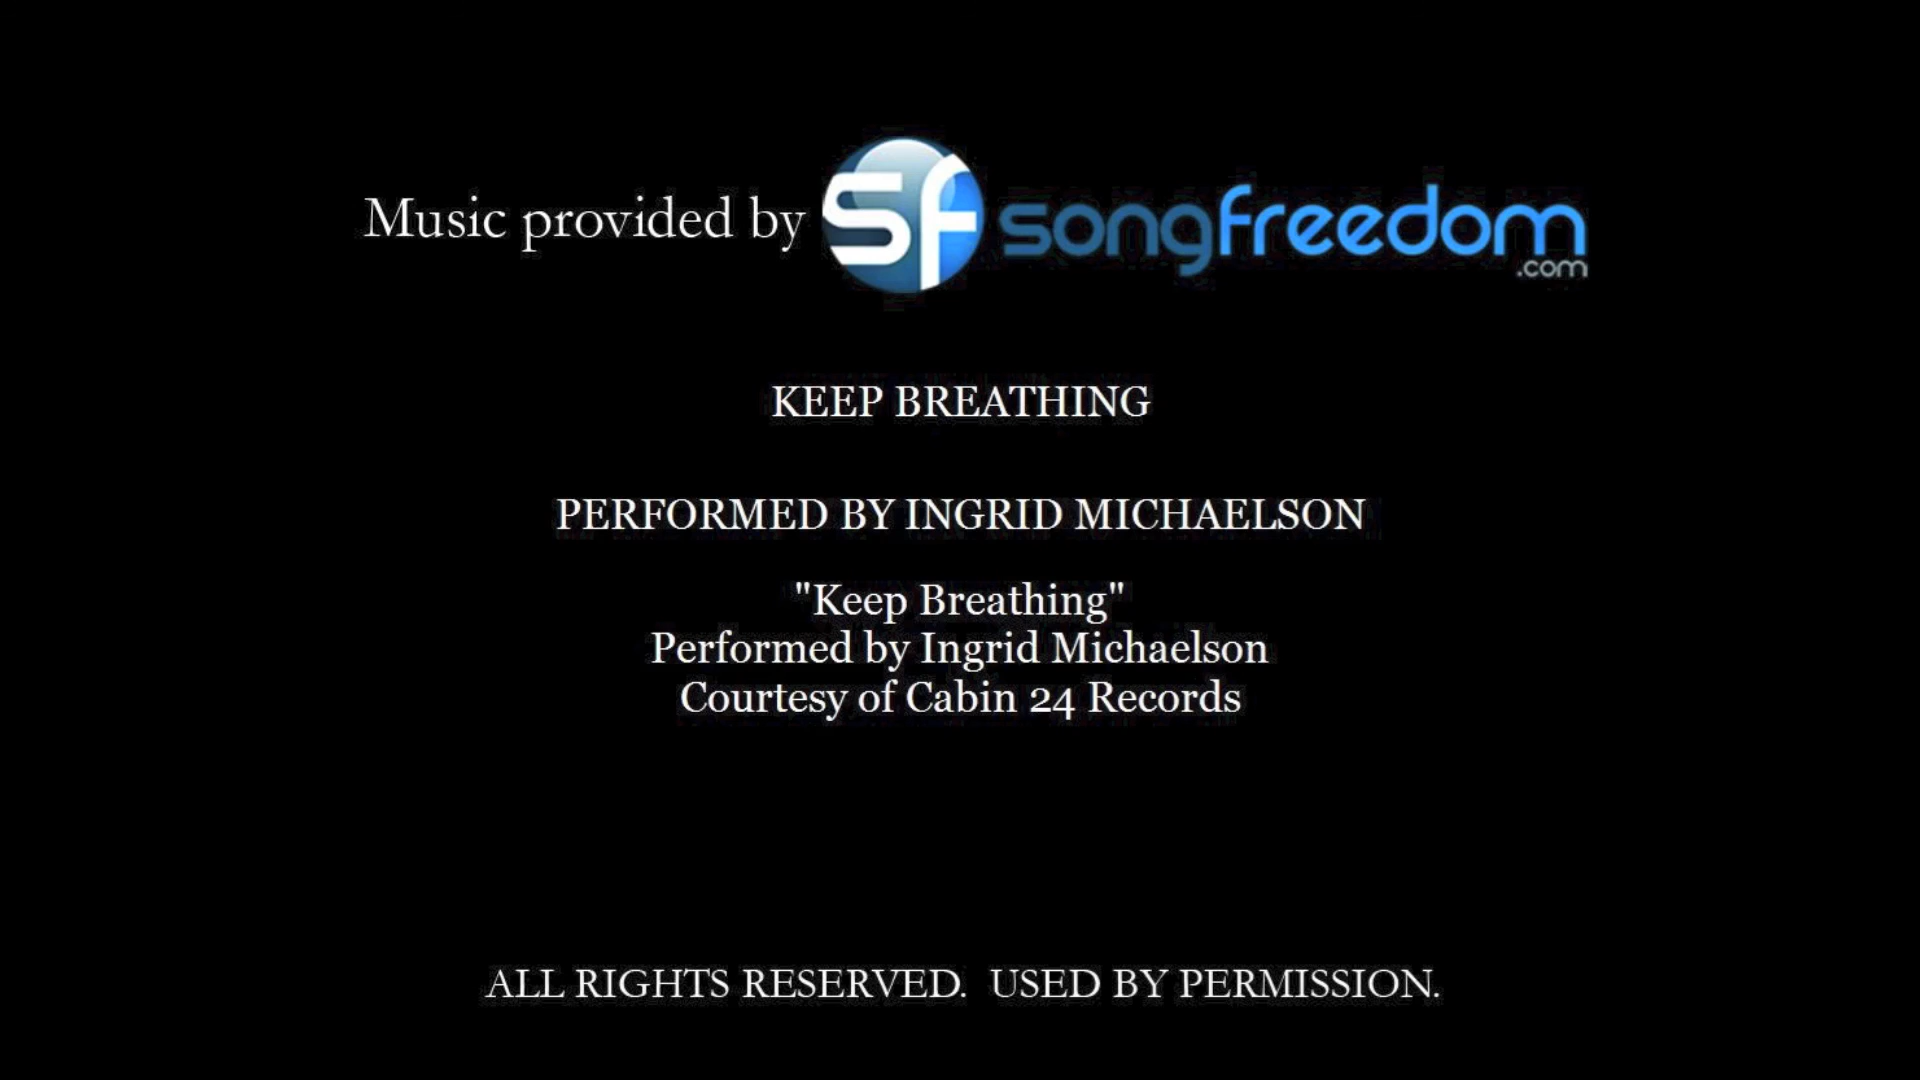 Music provided by SF songfreedom
.com
KEEP BREATHING
PERFORMED BY INGRID MICHAELSON
"Keep Breathing"
Performed by Ingrid Michaelson
Courtesy of Cabin 24 Records
ALL RIGHTS RESERVED. USED BY PERMISSION.